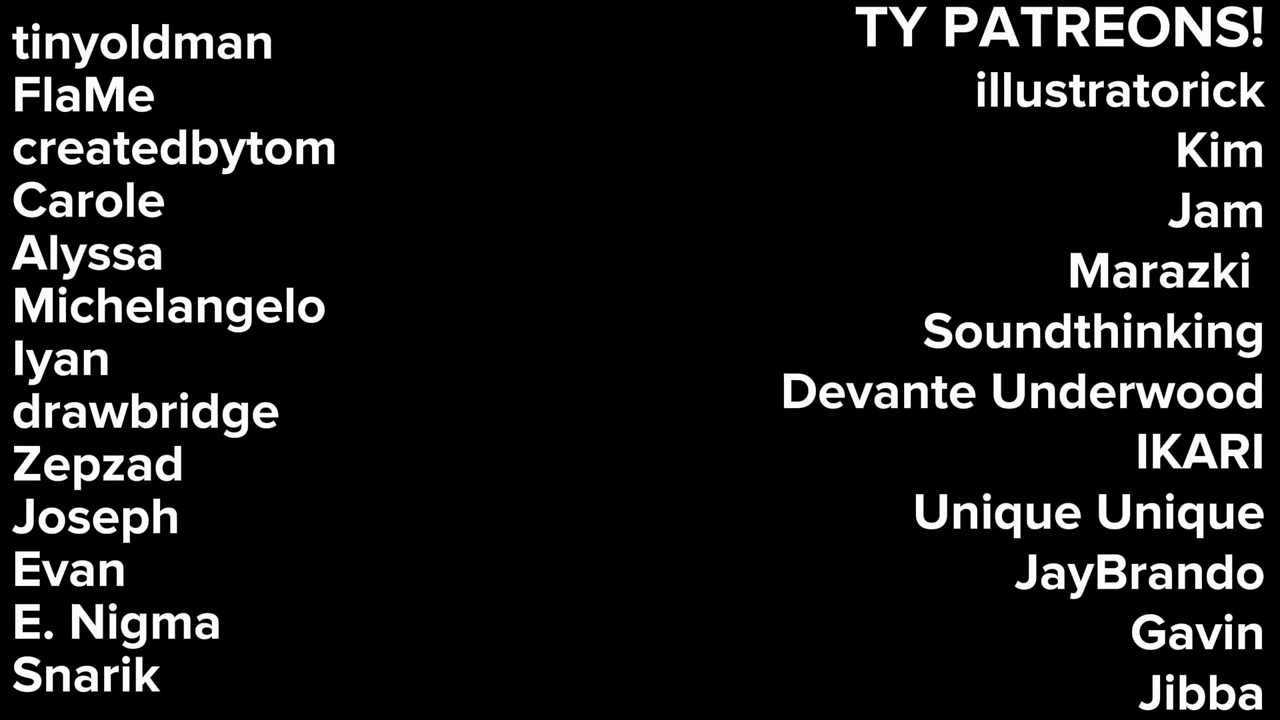 tinyoldman
FlaMe
createdbytom
Carole
Alyssa
Michelangelo
Iyan
drawbridge
Zepzad
Joseph
Evan
E. Nigma
Snarik
TY PATREONS!
illustratorick
Kim
Jam
Marazki
Soundthinking
Devante Underwood
IKARI
Unique Unique
JayBrando
Gavin
Jibba